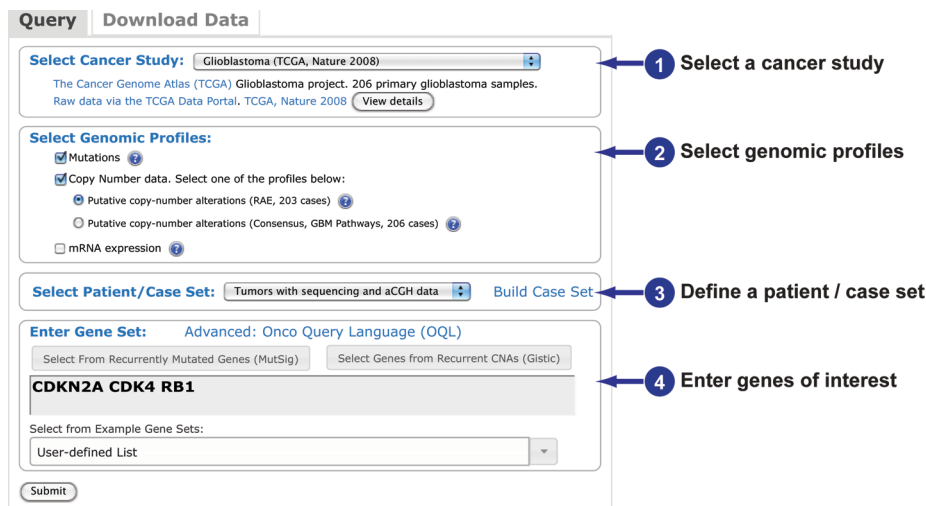 Query Download Data
Select Cancer Study: Glioblastoma (TCGA, Nature 2008)
The Cancer Genome Atlas (TCGA) Glioblastoma project. 206 primary glioblastoma samples.
Raw data via the TCGA Data Portal. TCGA, Nature 2008 View details
1 Select a cancer study
Select Genomic Profiles:
Mutations ?
Copy Number data. Select one of the profiles below:
Putative copy-number alterations (RAE, 203 cases) ?
Putative copy-number alterations (Consensus, GBM Pathways, 206 cases) ?
mRNA expression ?
2 Select genomic profiles
Select Patient/Case Set: Tumors with sequencing and aCGH data Build Case Set
3 Define a patient / case set
Enter Gene Set: Advanced: Onco Query Language (OQL)
Select From Recurrently Mutated Genes (MutSig) Select Genes from Recurrent CNAs (Gistic)
CDKN2A CDK4 RB1
4 Enter genes of interest
Select from Example Gene Sets:
User-defined List
Submit